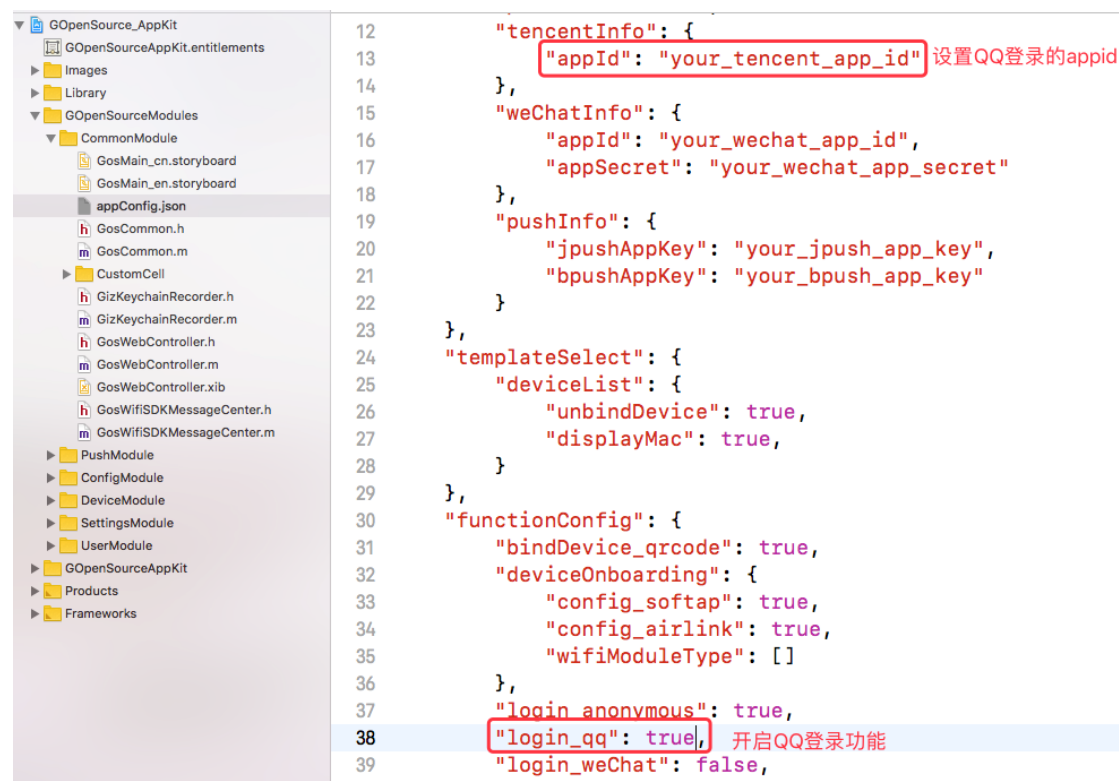 GOpenSource_AppKit
GOpenSourceAppKit.entitlements
Images
Library
GOpenSourceModules
CommonModule
GosMain_cn.storyboard
GosMain_en.storyboard
appConfig.json
h GosCommon.h
m GosCommon.m
CustomCell
h GizKeychainRecorder.h
m GizKeychainRecorder.m
h GosWebController.h
m GosWebController.m
GosWebController.xib
h GosWifiSDKMessageCenter.h
m GosWifiSDKMessageCenter.m
PushModule
ConfigModule
DeviceModule
SettingsModule
UserModule
GOpenSourceAppKit
Products
Frameworks
12 "tencentInfo": {
13 "appId": "your_tencent_app_id" 设置QQ登录的appid
14 },
15 "weChatInfo": {
16 "appId": "your_wechat_app_id",
17 "appSecret": "your_wechat_app_secret"
18 },
19 "pushInfo": {
20 "jpushAppKey": "your_jpush_app_key",
21 "bpushAppKey": "your_bpush_app_key"
22 }
23 },
24 "templateSelect": {
25 "deviceList": {
26 "unbindDevice": true,
27 "displayMac": true,
28 }
29 },
30 "functionConfig": {
31 "bindDevice_qrcode": true,
32 "deviceOnboarding": {
33 "config_softap": true,
34 "config_airlink": true,
35 "wifiModuleType": []
36 },
37 "login_anonymous": true,
38 "login_qq": true, 开启QQ登录功能
39 "login_weChat": false,